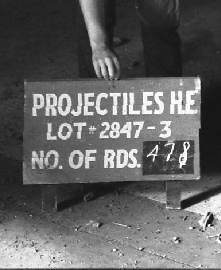 PROJECTILES H.E.
LOT # 2847-3
NO. OF RDS. 478